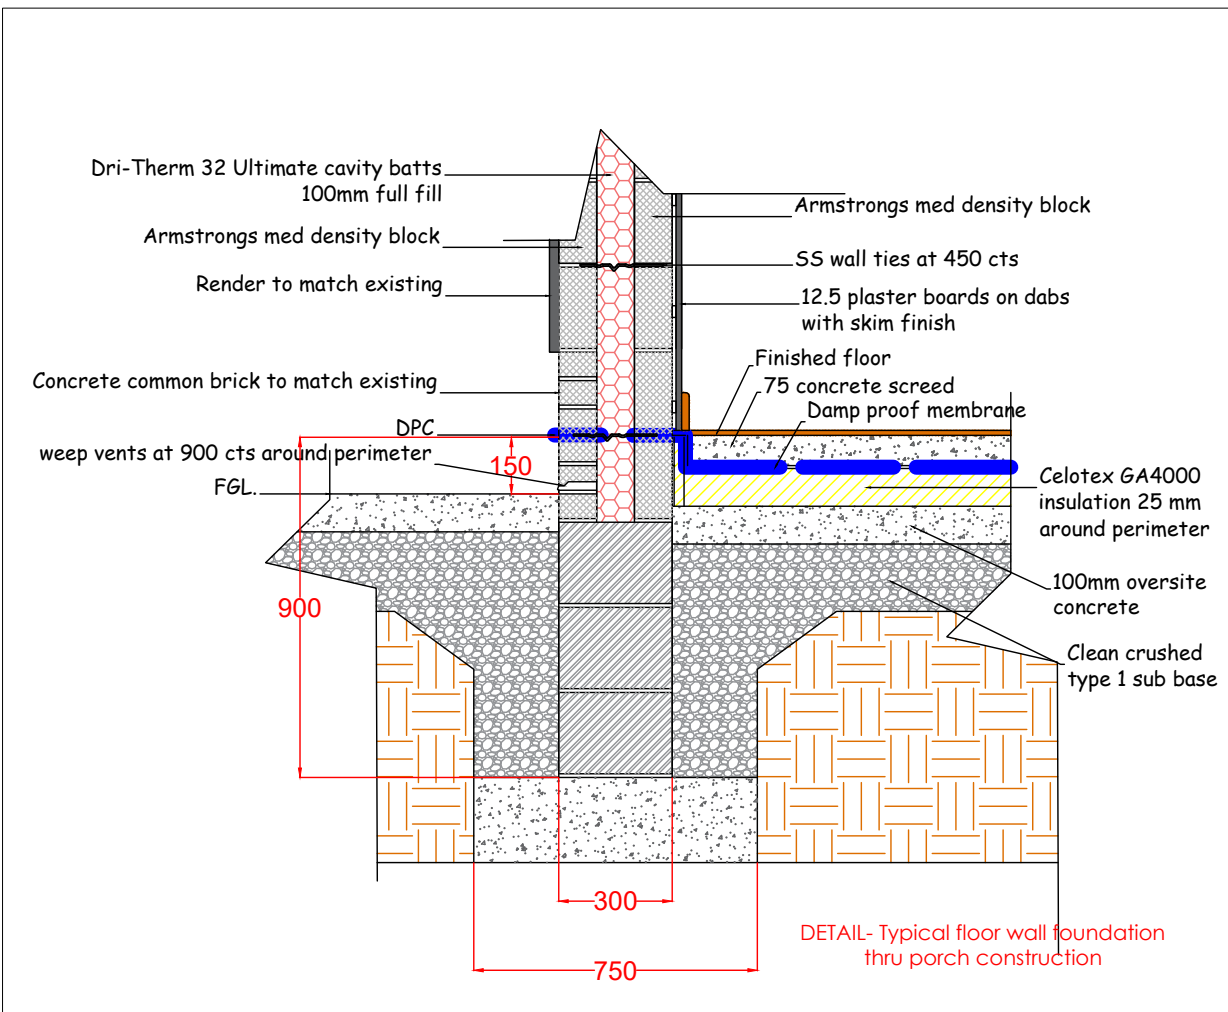 Dri-Therm 32 Ultimate cavity batts
100mm full fill
Armstrongs med density block
Armstrongs med density block
SS wall ties at 450 cts
Render to match existing
12.5 plaster boards on dabs
with skim finish
Finished floor
75 concrete screed
Concrete common brick to match existing
Damp proof membrane
DPC
weep vents at 900 cts around perimeter
150
FGL.
Celotex GA4000
insulation 25 mm
around perimeter
900
100mm oversite
concrete
Clean crushed
type 1 sub base
300
DETAIL- Typical floor wall foundation
thru porch construction
750